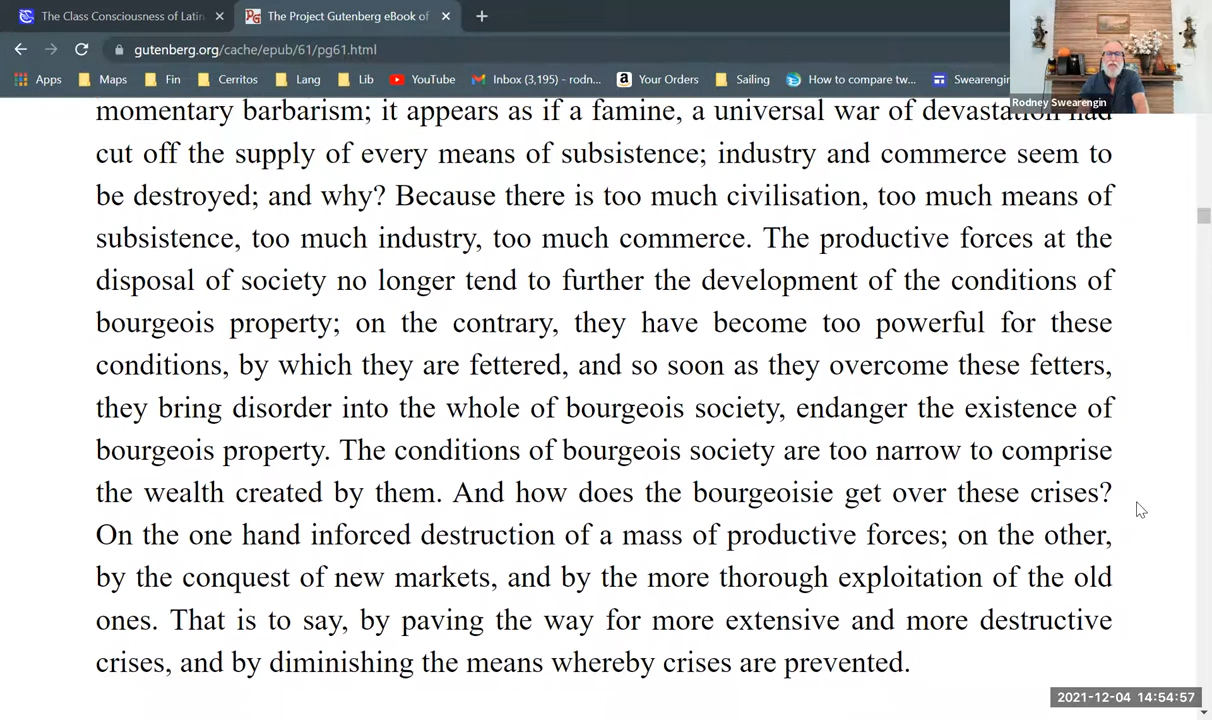 The Class Consciousness of Latin
The Project Gutenberg eBook of
gutenberg.org/cache/epub/61/pg61.html
Apps Maps Fin Cerritos Lang Lib YouTube Inbox (3,195) - rodn... Your Orders Sailing How to compare tw... Swearengin
Rodney Swearengin
momentary barbarism; it appears as if a famine, a universal war of devastation had
cut off the supply of every means of subsistence; industry and commerce seem to
be destroyed; and why? Because there is too much civilisation, too much means of
subsistence, too much industry, too much commerce. The productive forces at the
disposal of society no longer tend to further the development of the conditions of
bourgeois property; on the contrary, they have become too powerful for these
conditions, by which they are fettered, and so soon as they overcome these fetters,
they bring disorder into the whole of bourgeois society, endanger the existence of
bourgeois property. The conditions of bourgeois society are too narrow to comprise
the wealth created by them. And how does the bourgeoisie get over these crises?
On the one hand inforced destruction of a mass of productive forces; on the other,
by the conquest of new markets, and by the more thorough exploitation of the old
ones. That is to say, by paving the way for more extensive and more destructive
crises, and by diminishing the means whereby crises are prevented.
2021-12-04 14:54:57